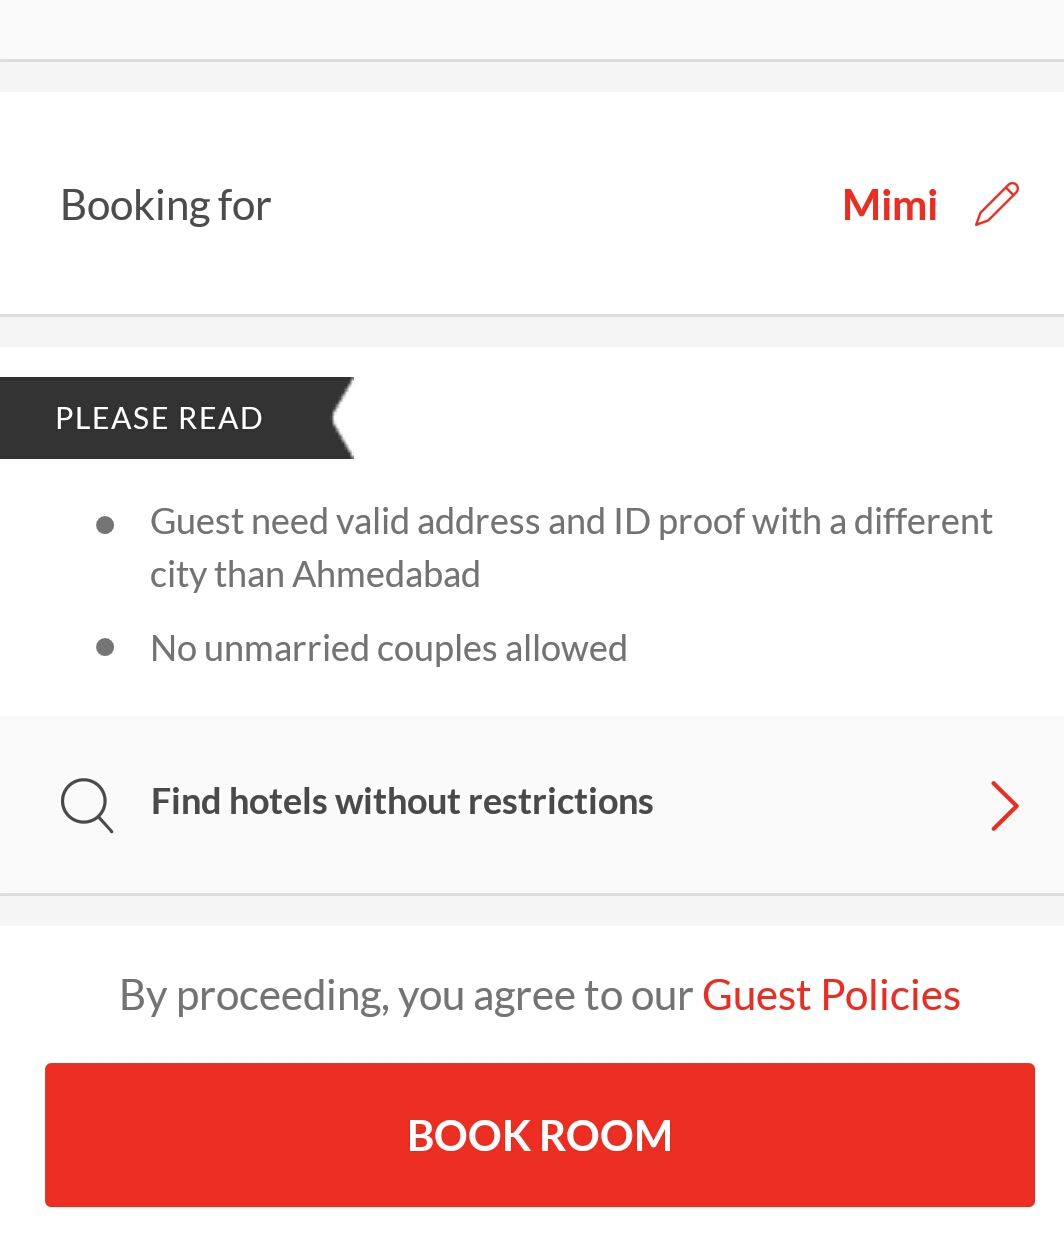 Booking for
Mimi
PLEASE READ
Guest need valid address and ID proof with a different
city than Ahmedabad
No unmarried couples allowed
Find hotels without restrictions
By proceeding, you agree to our Guest Policies
BOOK ROOM